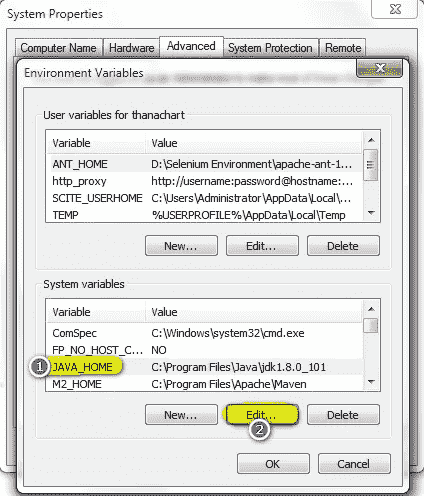 System Properties
Computer Name Hardware Advanced System Protection Remote
Environment Variables
User variables for thanachart
Variable Value
ANT_HOME D:\Selenium Environment\apache-ant-1...
http_proxy http://username:password@hostname:...
SCITE_USERHOME C:\Users\Administrator\AppData\Local\...
TEMP %USERPROFILE%\AppData\Local\Temp
New... Edit... Delete
System variables
Variable Value
ComSpec C:\Windows\system32\cmd.exe
FP_NO_HOST_C... NO
1 JAVA_HOME C:\Program Files\Java\jdk1.8.0_101
M2_HOME C:\Program Files\Apache\Maven
New... Edit... Delete
2
OK Cancel